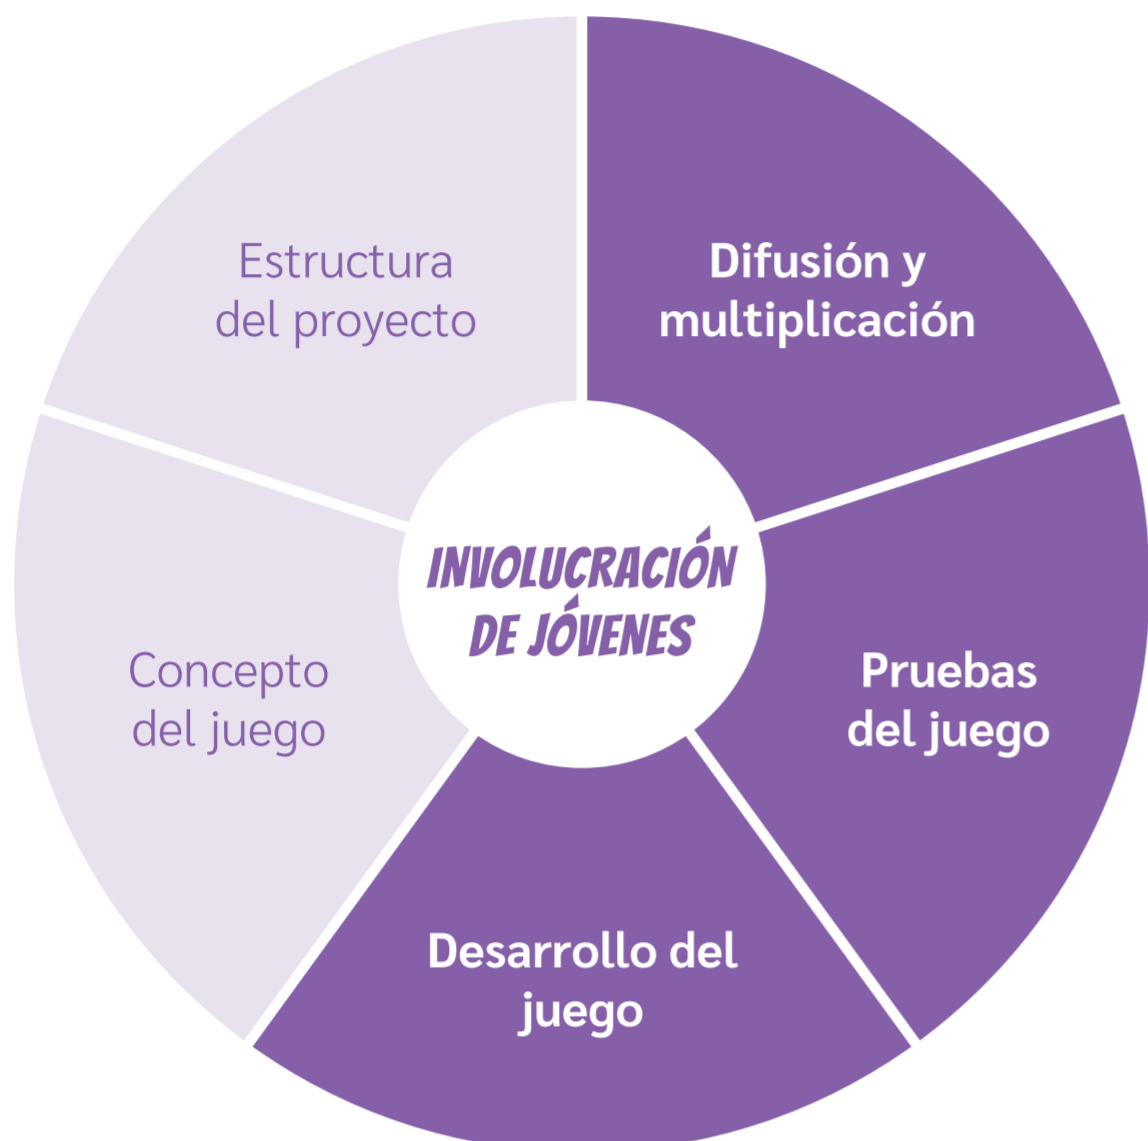 Estructura
del proyecto
Difusión y
multiplicación
INVOLUCRACIÓN
DE JÓVENES
Concepto
del juego
Pruebas
del juego
Desarrollo del
juego